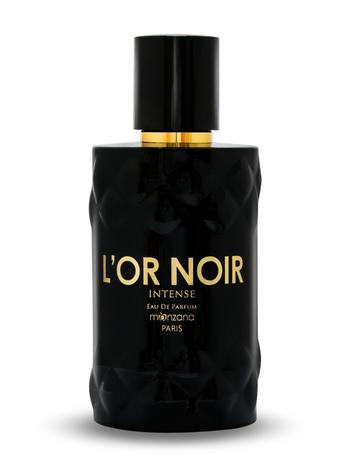 L'OR NOIR
INTENSE
EAU DE PARFUM
monzana
PARIS